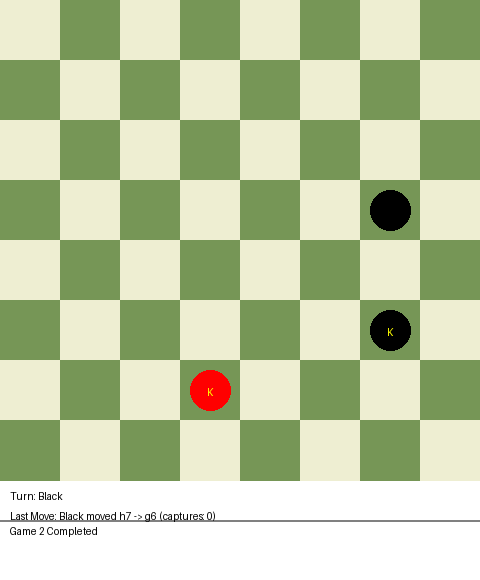 K
K
Turn: Black
Last Move: Black moved h7 -> g6 (captures: 0)
Game 2 Completed